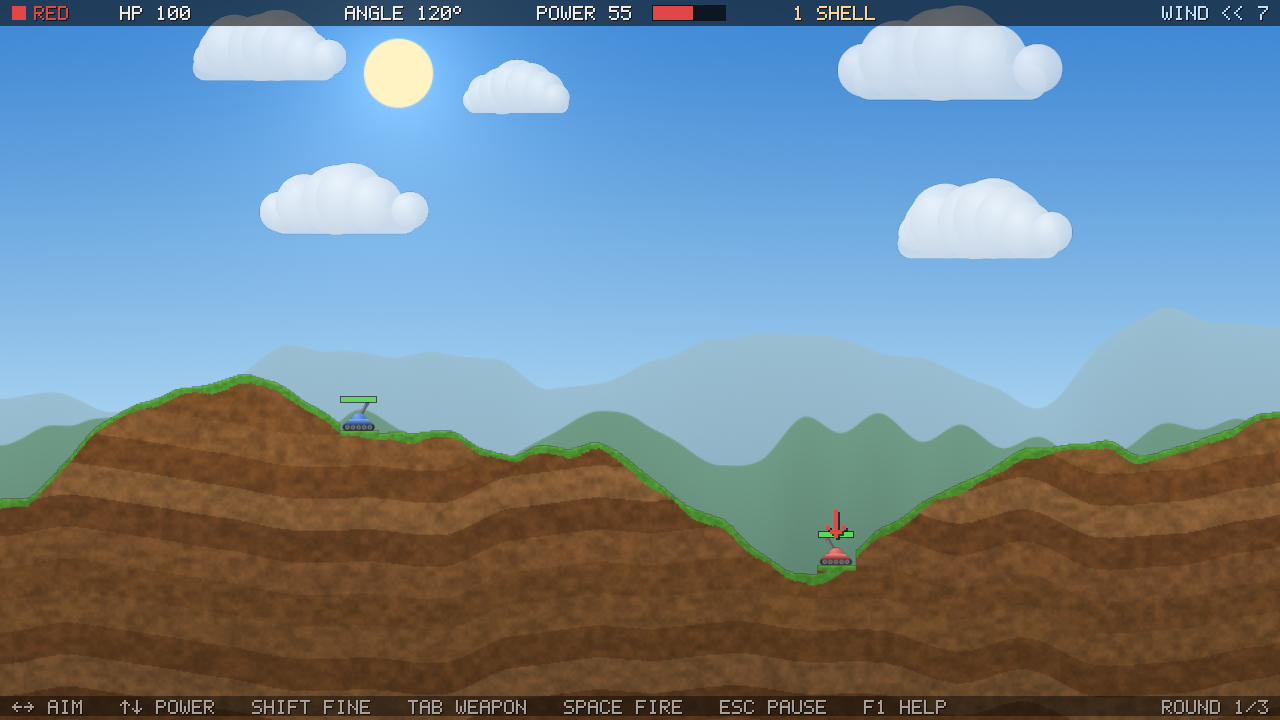 RED HP 100 ANGLE 120° POWER 55 1 SHELL WIND << 7
←→ AIM ↑↓ POWER SHIFT FINE TAB WEAPON SPACE FIRE ESC PAUSE F1 HELP ROUND 1/3